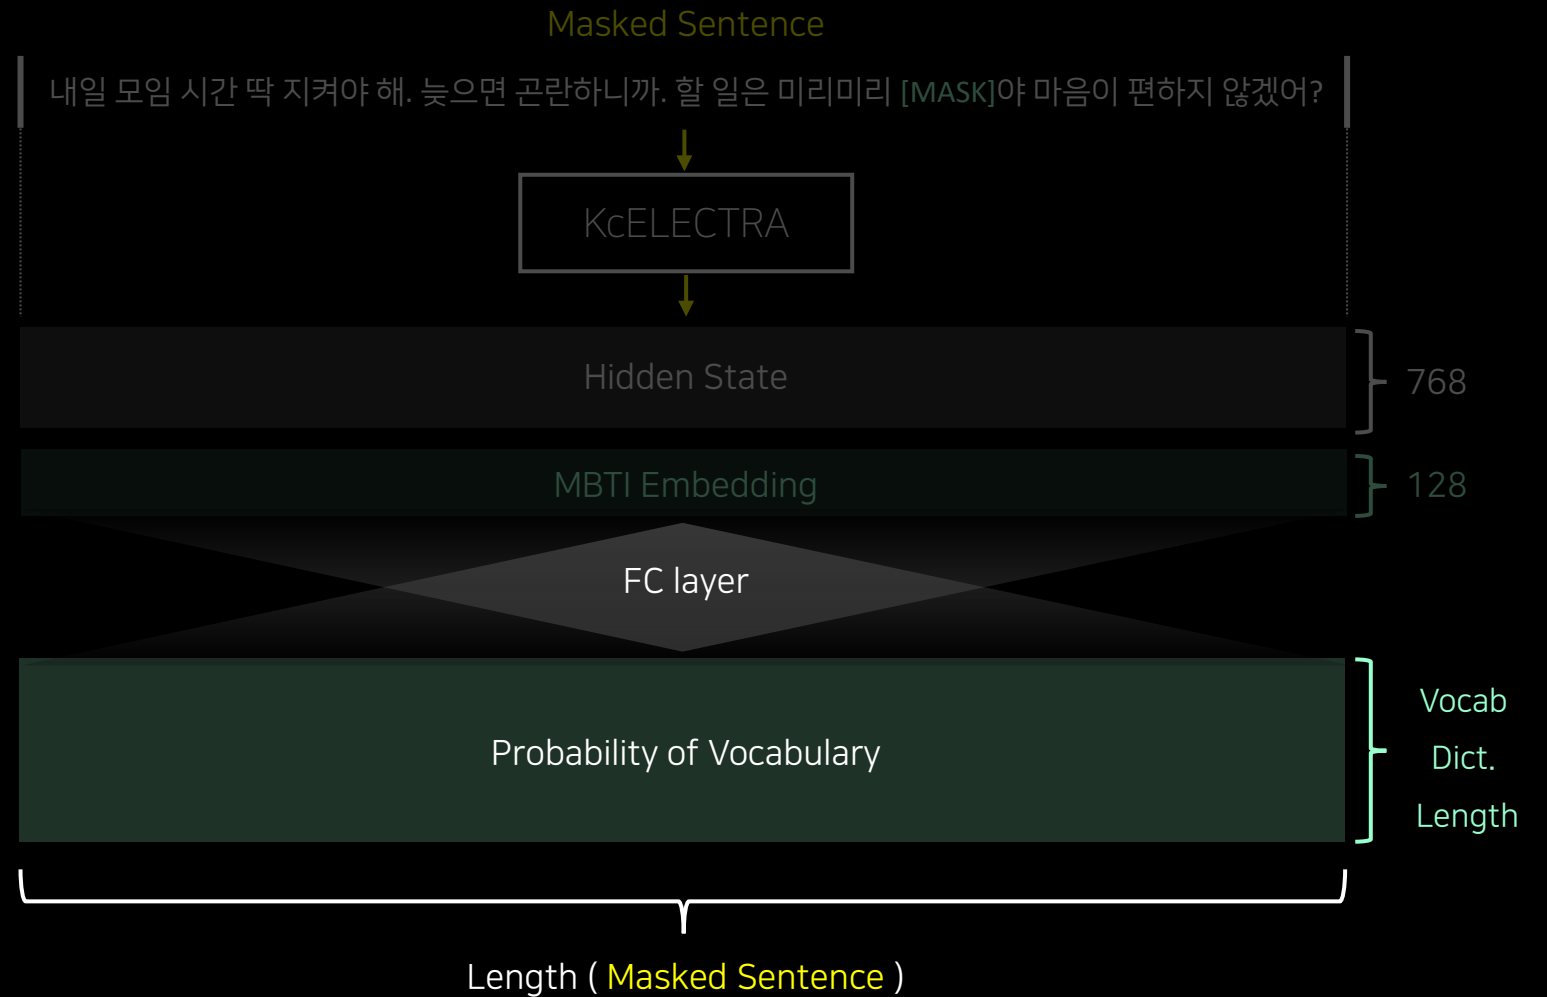 Masked Sentence
내일 모임 시간 딱 지켜야 해. 늦으면 곤란하니까. 할 일은 미리미리 [MASK]야 마음이 편하지 않겠어?
KcELECTRA
Hidden State
768
MBTI Embedding
128
FC layer
Probability of Vocabulary
Vocab
Dict.
Length
Length ( Masked Sentence )